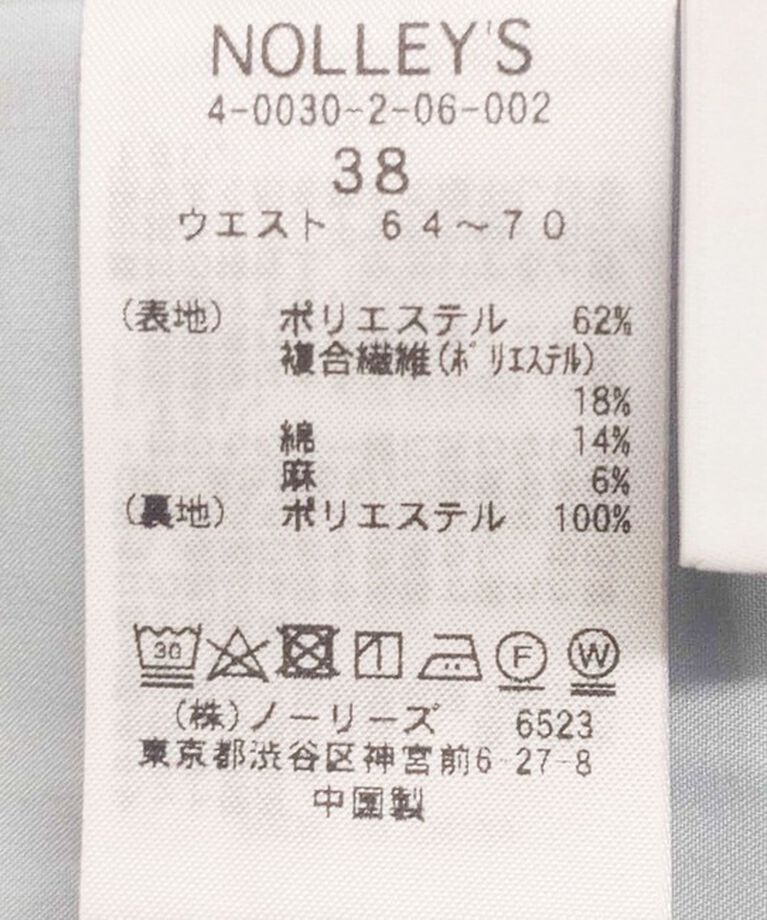 NOLLEY'S
4-0030-2-06-002
38
ウエスト 64～70
(表地) ポリエステル 62%
複合繊維(ﾎﾟﾘｴｽﾃﾙ)
18%
綿 14%
麻 6%
(裏地) ポリエステル 100%
30 F W
(株)ノーリーズ 6523
東京都渋谷区神宮前6-27-8
中国製